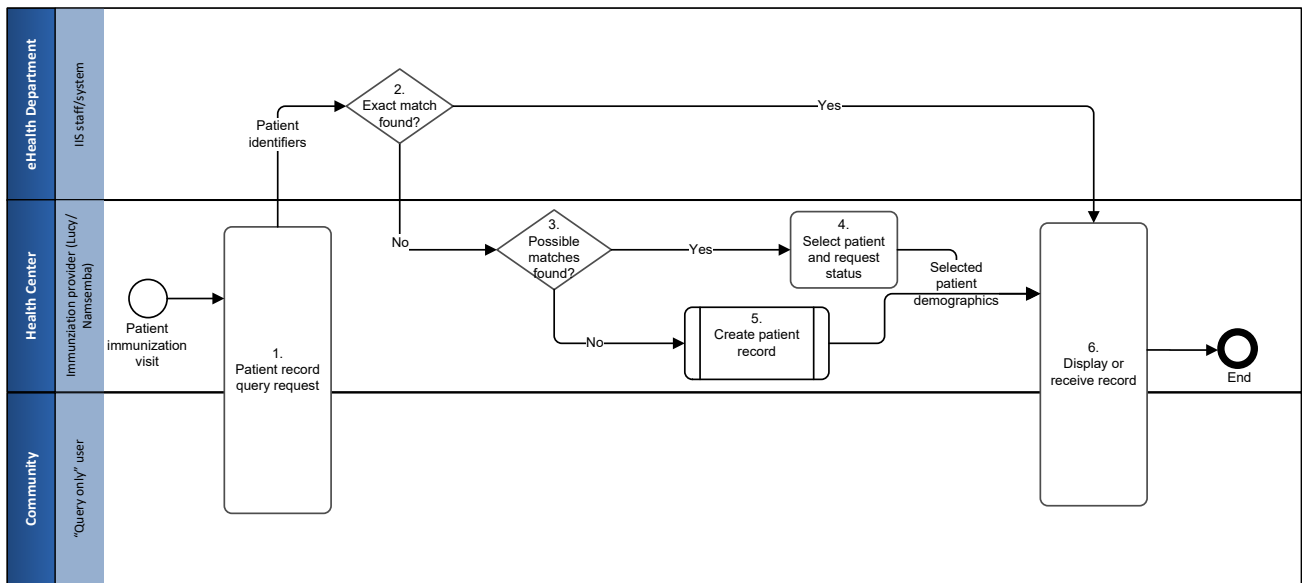 eHealth Department
IIS staff/system
2.
Exact match
found?
Yes
Patient
identifiers
No
Health Center
Immunziation provider (Lucy/
Namsemba)
Patient
immunization
visit
1.
Patient record
query request
3.
Possible
matches
found?
Yes
4.
Select patient
and request
status
Selected
patient
demographics
No
5.
Create patient
record
6.
Display or
receive record
End
Community
"Query only" user